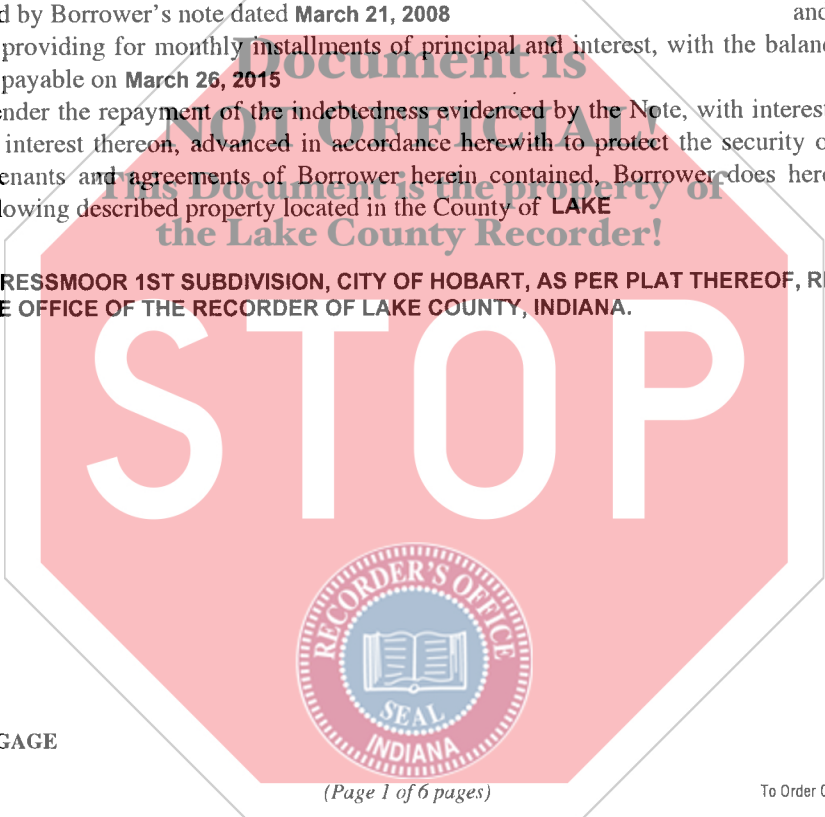 d by Borrower's note dated March 21, 2008 and
providing for monthly installments of principal and interest, with the balanc
payable on March 26, 2015
ender the repayment of the indebtedness evidenced by the Note, with interest
interest thereon, advanced in accordance herewith to protect the security o
enants and agreements of Borrower herein contained, Borrower does here
lowing described property located in the County of LAKE
Document is
NOT OFFICIAL!
This Document is the property of
the Lake County Recorder!
RESSMOOR 1ST SUBDIVISION, CITY OF HOBART, AS PER PLAT THEREOF, R
E OFFICE OF THE RECORDER OF LAKE COUNTY, INDIANA.
STOP
RECORDER'S OFFICE
SEAL
INDIANA
GAGE
(Page 1 of 6 pages)
To Order C